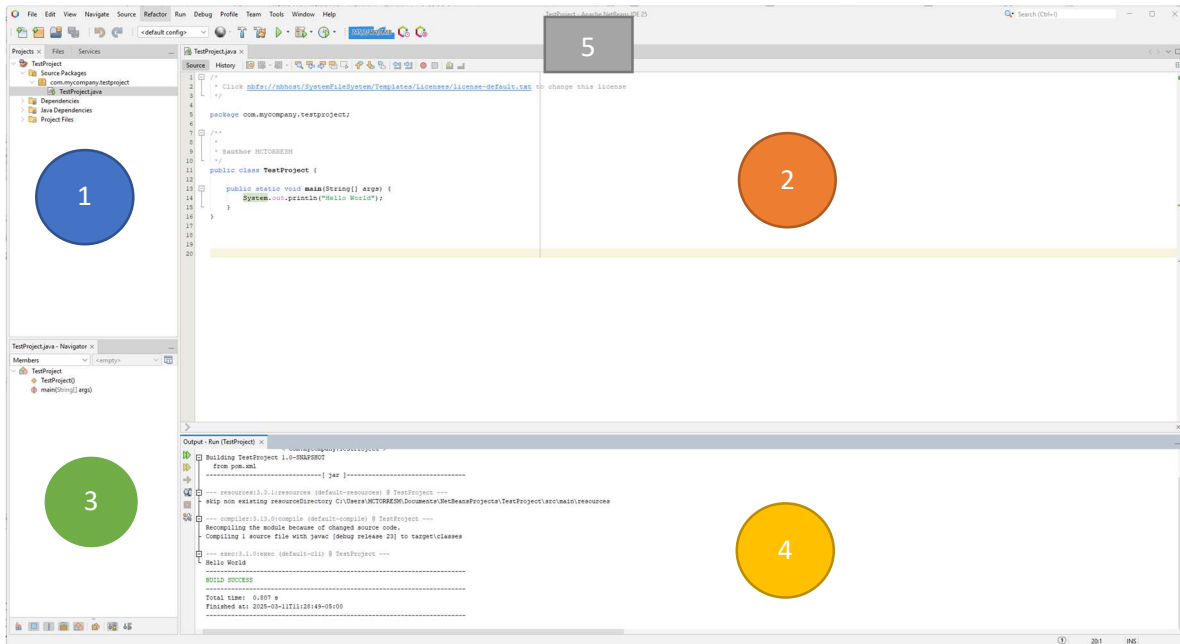 File Edit View Navigate Source Refactor Run Debug Profile Team Tools Window Help
TestProject - Apache NetBeans IDE 25
Search (Ctrl+I)
<default config>
5
Projects Files Services
TestProject
Source Packages
com.mycompany.testproject
TestProject.java
Dependencies
Java Dependencies
Project Files
1
TestProject.java
Source History
1 /*
2 * Click nbfs://nbhost/SystemFileSystem/Templates/Licenses/license-default.txt to change this license
3 */
4
5 package com.mycompany.testproject;
6
7 /**
8 *
9 * @author MCTORRESM
10 */
11 public class TestProject {
12
13 public static void main(String[] args) {
14 System.out.println("Hello World");
15 }
16 }
17
18
19
20
2
TestProject.java - Navigator
Members <empty>
TestProject
TestProject()
main(String[] args)
3
Output - Run (TestProject)
Building TestProject 1.0-SNAPSHOT
from pom.xml
--------------------------------[ jar ]---------------------------------
--- resources:3.3.1:resources (default-resources) @ TestProject ---
skip non existing resourceDirectory C:\Users\MCTORRESM\Documents\NetBeansProjects\TestProject\src\main\resources
--- compiler:3.13.0:compile (default-compile) @ TestProject ---
Recompiling the module because of changed source code.
Compiling 1 source file with javac [debug release 23] to target\classes
--- exec:3.1.0:exec (default-cli) @ TestProject ---
Hello World
------------------------------------------------------------------------
BUILD SUCCESS
------------------------------------------------------------------------
Total time: 0.807 s
Finished at: 2025-03-11T11:28:49-05:00
------------------------------------------------------------------------
4
20:1 INS